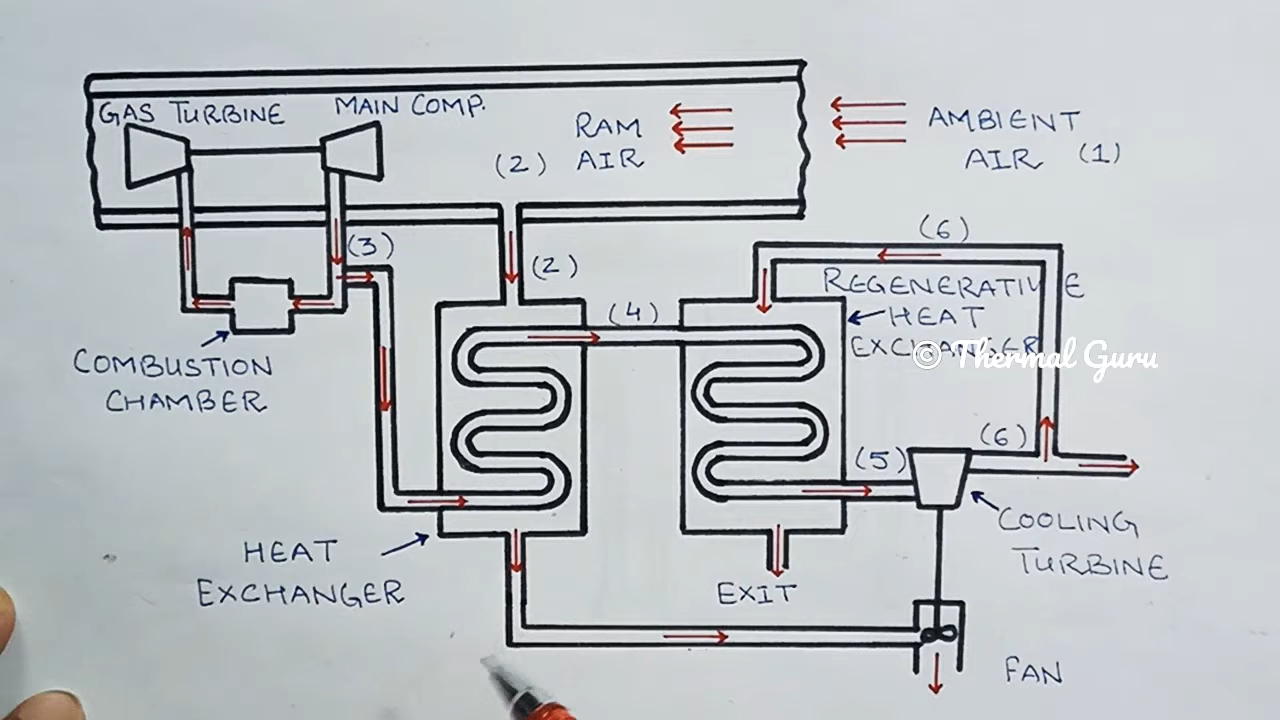 GAS TURBINE
MAIN COMP.
RAM
AIR
(2)
AMBIENT
AIR (1)
(3)
(2)
(4)
(6)
REGENERATIVE
HEAT
EXCHANGER
© Thermal Guru
COMBUSTION
CHAMBER
(5)
(6)
COOLING
TURBINE
HEAT
EXCHANGER
EXIT
FAN